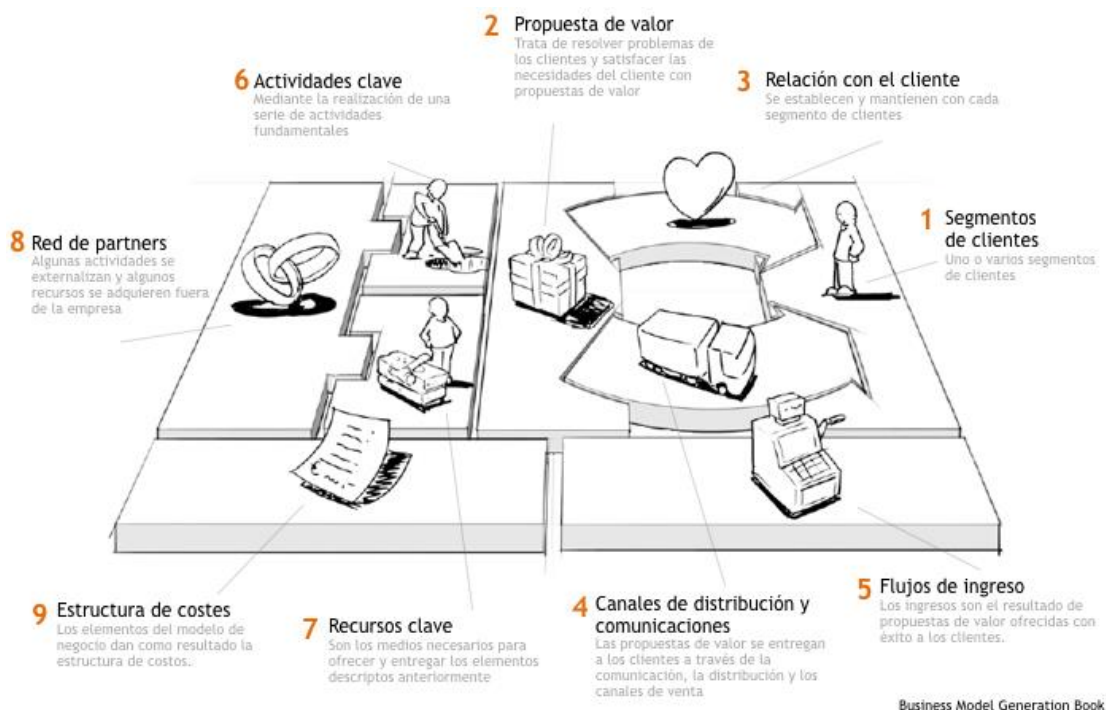 2 Propuesta de valor
Trata de resolver problemas de
los clientes y satisfacer las
necesidades del cliente con
propuestas de valor
6 Actividades clave
Mediante la realización de una
serie de actividades
fundamentales
3 Relación con el cliente
Se establecen y mantienen con cada
segmento de clientes
1 Segmentos
de clientes
Uno o varios segmentos
de clientes
8 Red de partners
Algunas actividades se
externalizan y algunos
recursos se adquieren fuera
de la empresa
9 Estructura de costes
Los elementos del modelo de
negocio dan como resultado la
estructura de costos.
7 Recursos clave
Son los medios necesarios para
ofrecer y entregar los elementos
descriptos anteriormente
4 Canales de distribución y
comunicaciones
Las propuestas de valor se entregan
a los clientes a través de la
comunicación, la distribución y los
canales de venta
5 Flujos de ingreso
Los ingresos son el resultado de
propuestas de valor ofrecidas con
éxito a los clientes.
Business Model Generation Book